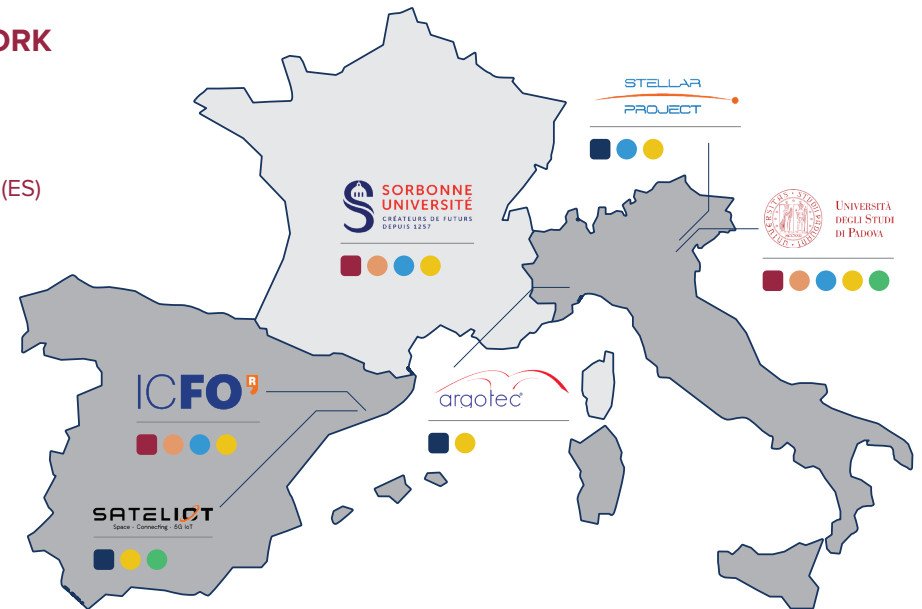 ORK
(ES)
STELLAR
PROJECT
SORBONNE
UNIVERSITÉ
CRÉATEURS DE FUTURS
DEPUIS 1257
UNIVERSITÀ
DEGLI STUDI
DI PADOVA
ICFO R
argotec
SATELIOT
Space - Connecting - 5G IoT